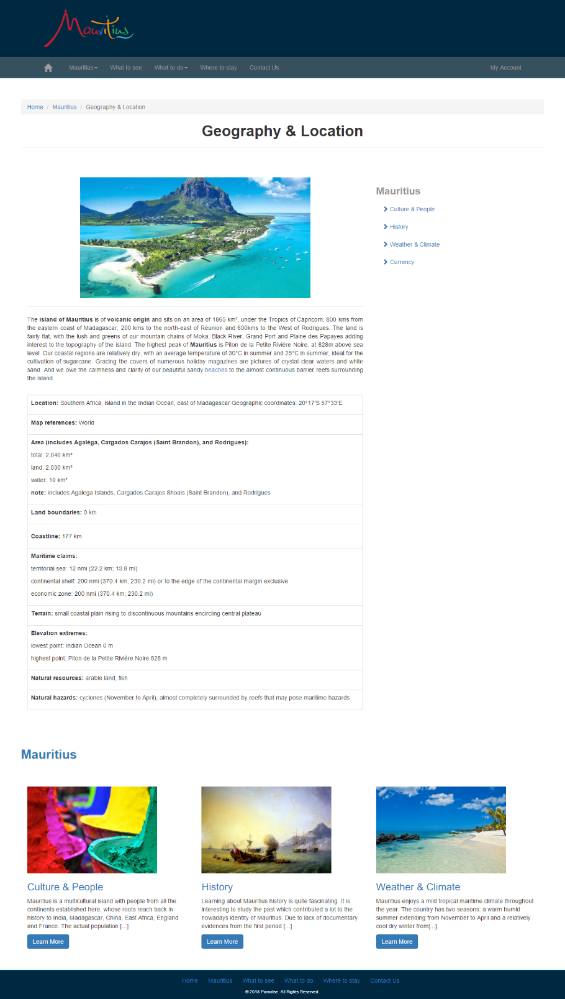 Mauritius
Mauritius What to see What to do Where to stay Contact Us My Account
Home / Mauritius / Geography & Location
Geography & Location
Mauritius
Culture & People
History
Weather & Climate
Currency
The island of Mauritius is of volcanic origin and sits on an area of 1865 km², under the Tropics of Capricorn, 800 kms from
the eastern coast of Madagascar, 200 kms to the north-east of Réunion and 600kms to the West of Rodrigues. The land is
fairly flat, with the lush and greens of our mountain chains of Moka, Black River, Grand Port and Plaine des Papayes adding
interest to the topography of the island. The highest peak of Mauritius is Piton de la Petite Rivière Noire, at 828m above sea
level. Our coastal regions are relatively dry, with an average temperature of 30°C in summer and 25°C in summer, ideal for the
cultivation of sugarcane. Gracing the covers of numerous holiday magazines are pictures of crystal clear waters and white
sand. And we owe the calmness and clarity of our beautiful sandy beaches to the almost continuous barrier reefs surrounding
the island.
Location: Southern Africa, island in the Indian Ocean, east of Madagascar Geographic coordinates: 20°17'S 57°33'E
Map references: World
Area (includes Agaléga, Cargados Carajos (Saint Brandon), and Rodrigues):
total: 2,040 km²
land: 2,030 km²
water: 10 km²
note: includes Agalega Islands, Cargados Carajos Shoais (Saint Brandon), and Rodrigues
Land boundaries: 0 km
Coastline: 177 km
Maritime claims:
territorial sea: 12 nmi (22.2 km; 13.8 mi)
continental shelf: 200 nmi (370.4 km; 230.2 mi) or to the edge of the continental margin exclusive
economic zone: 200 nmi (370.4 km; 230.2 mi)
Terrain: small coastal plain rising to discontinuous mountains encircling central plateau
Elevation extremes:
lowest point: Indian Ocean 0 m
highest point: Piton de la Petite Rivière Noire 828 m
Natural resources: arable land, fish
Natural hazards: cyclones (November to April); almost completely surrounded by reefs that may pose maritime hazards
Mauritius
Culture & People
Mauritius is a multicultural island with people from all the
continents established here, whose roots reach back in
history to India, Madagascar, China, East Africa, England
and France. The actual population [...]
Learn More
History
Learning about Mauritius history is quite fascinating. It is
interesting to study the past which contributed a lot to the
nowadays identity of Mauritius. Due to lack of documentary
evidences from the first period [...]
Learn More
Weather & Climate
Mauritius enjoys a mild tropical maritime climate throughout
the year. The country has two seasons: a warm humid
summer extending from November to April and a relatively
cool dry winter from[...]
Learn More
Home Mauritius What to see What to do Where to stay Contact Us
© 2015 Paradise. All Rights Reserved.